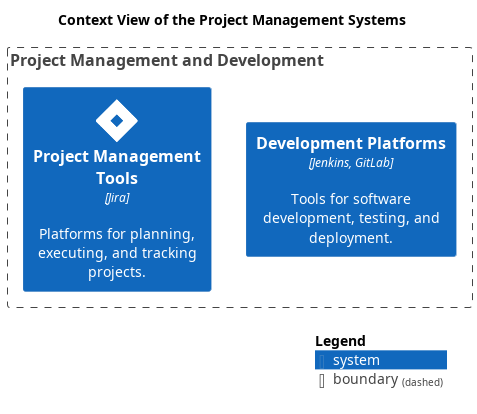 Context View of the Project Management Systems
Project Management and Development
Project Management
Tools
[Jira]
Platforms for planning,
executing, and tracking
projects.
Development Platforms
[Jenkins, GitLab]
Tools for software
development, testing, and
deployment.
Legend
system
boundary (dashed)